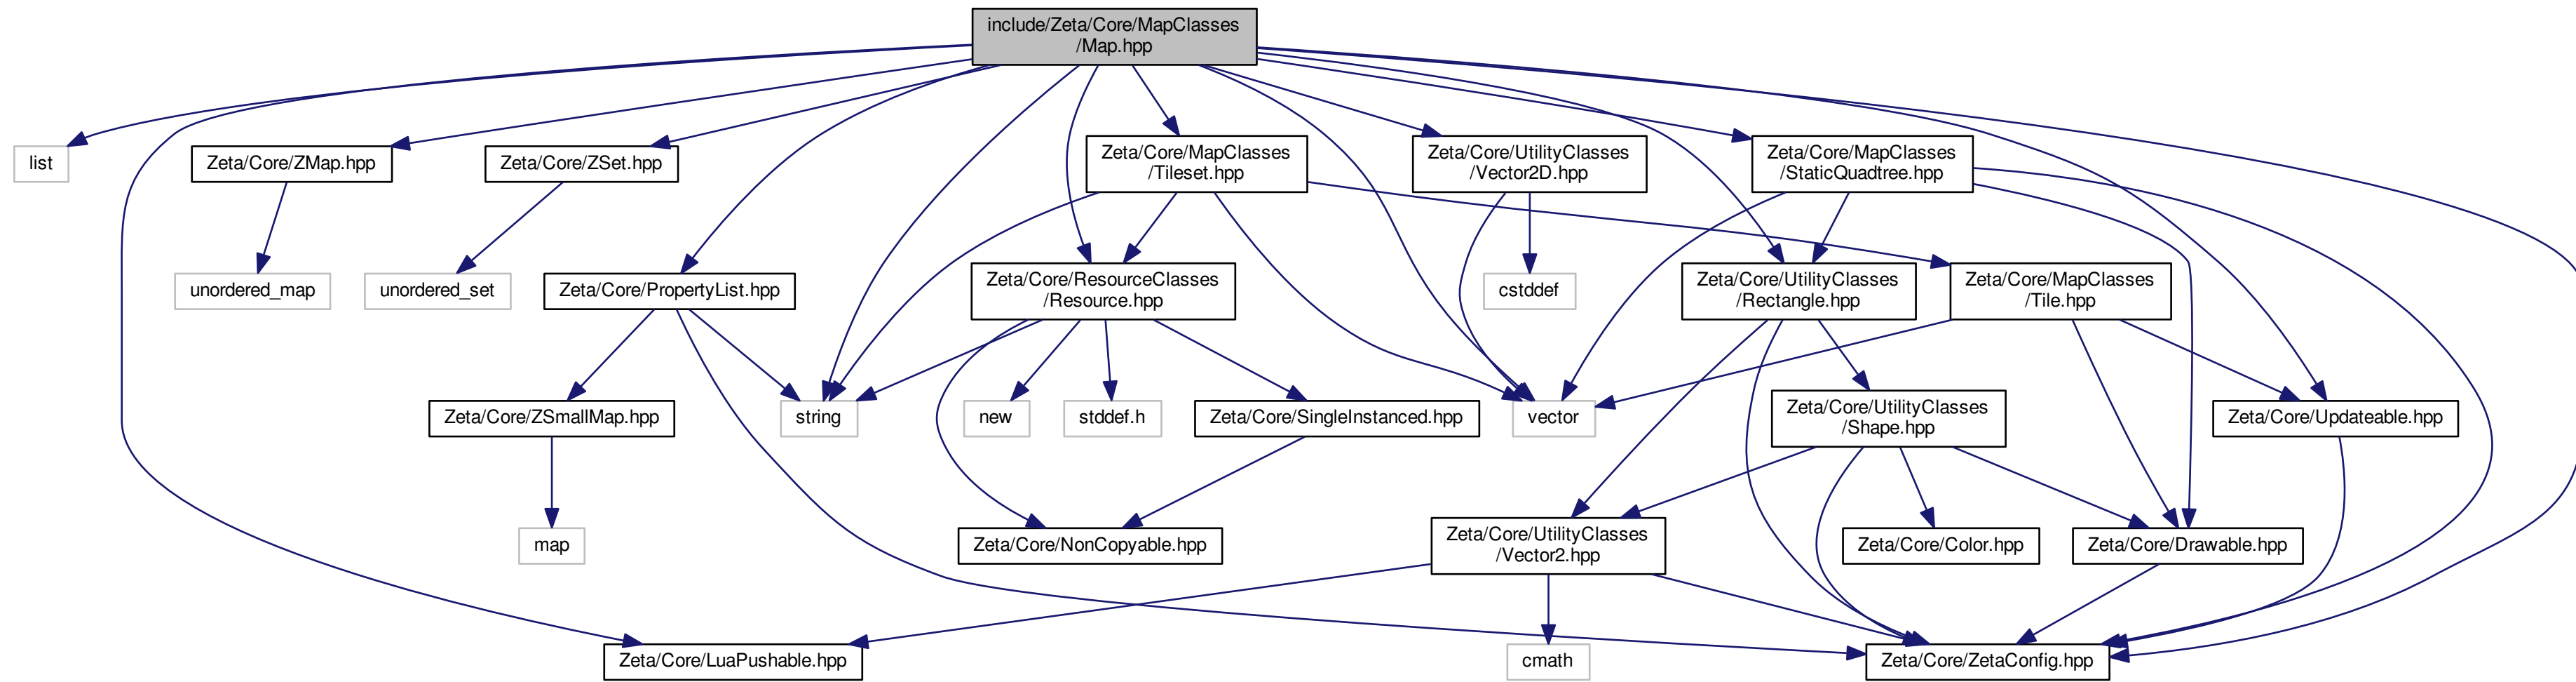 include/Zeta/Core/MapClasses
/Map.hpp
list
Zeta/Core/ZMap.hpp
Zeta/Core/ZSet.hpp
Zeta/Core/MapClasses
/Tileset.hpp
Zeta/Core/UtilityClasses
/Vector2D.hpp
Zeta/Core/MapClasses
/StaticQuadtree.hpp
unordered_map
unordered_set
Zeta/Core/PropertyList.hpp
Zeta/Core/ResourceClasses
/Resource.hpp
cstddef
Zeta/Core/UtilityClasses
/Rectangle.hpp
Zeta/Core/MapClasses
/Tile.hpp
Zeta/Core/ZSmallMap.hpp
string
new
stddef.h
Zeta/Core/SingleInstanced.hpp
vector
Zeta/Core/UtilityClasses
/Shape.hpp
Zeta/Core/Updateable.hpp
map
Zeta/Core/NonCopyable.hpp
Zeta/Core/UtilityClasses
/Vector2.hpp
Zeta/Core/Color.hpp
Zeta/Core/Drawable.hpp
Zeta/Core/LuaPushable.hpp
cmath
Zeta/Core/ZetaConfig.hpp